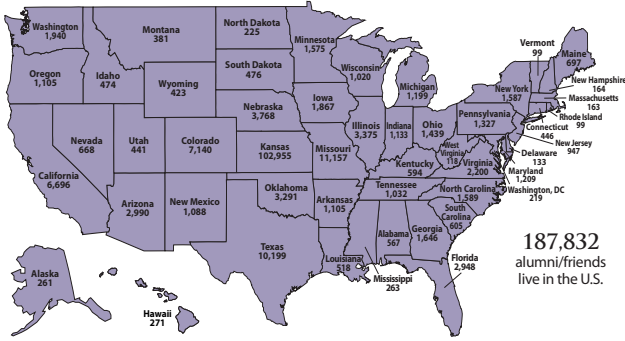 Washington
1,940
Oregon
1,105
California
6,696
Nevada
668
Idaho
474
Montana
381
Wyoming
423
Utah
441
Colorado
7,140
Arizona
2,990
New Mexico
1,088
North Dakota
225
South Dakota
476
Nebraska
3,768
Kansas
102,955
Oklahoma
3,291
Texas
10,199
Minnesota
1,575
Iowa
1,867
Missouri
11,157
Arkansas
1,105
Louisiana
518
Wisconsin
1,020
Illinois
3,375
Michigan
1,199
Indiana
1,133
Ohio
1,439
Kentucky
594
Tennessee
1,032
Mississippi
263
Alabama
567
Georgia
1,646
Florida
2,948
South
Carolina
605
North Carolina
1,589
West
Virginia
118
Virginia
2,200
Pennsylvania
1,327
New York
1,587
Vermont
99
Maine
697
New Hampshire
164
Massachusetts
163
Rhode Island
99
Connecticut
446
New Jersey
947
Delaware
133
Maryland
1,209
Washington, DC
219
Alaska
261
Hawaii
271
187,832
alumni/friends
live in the U.S.